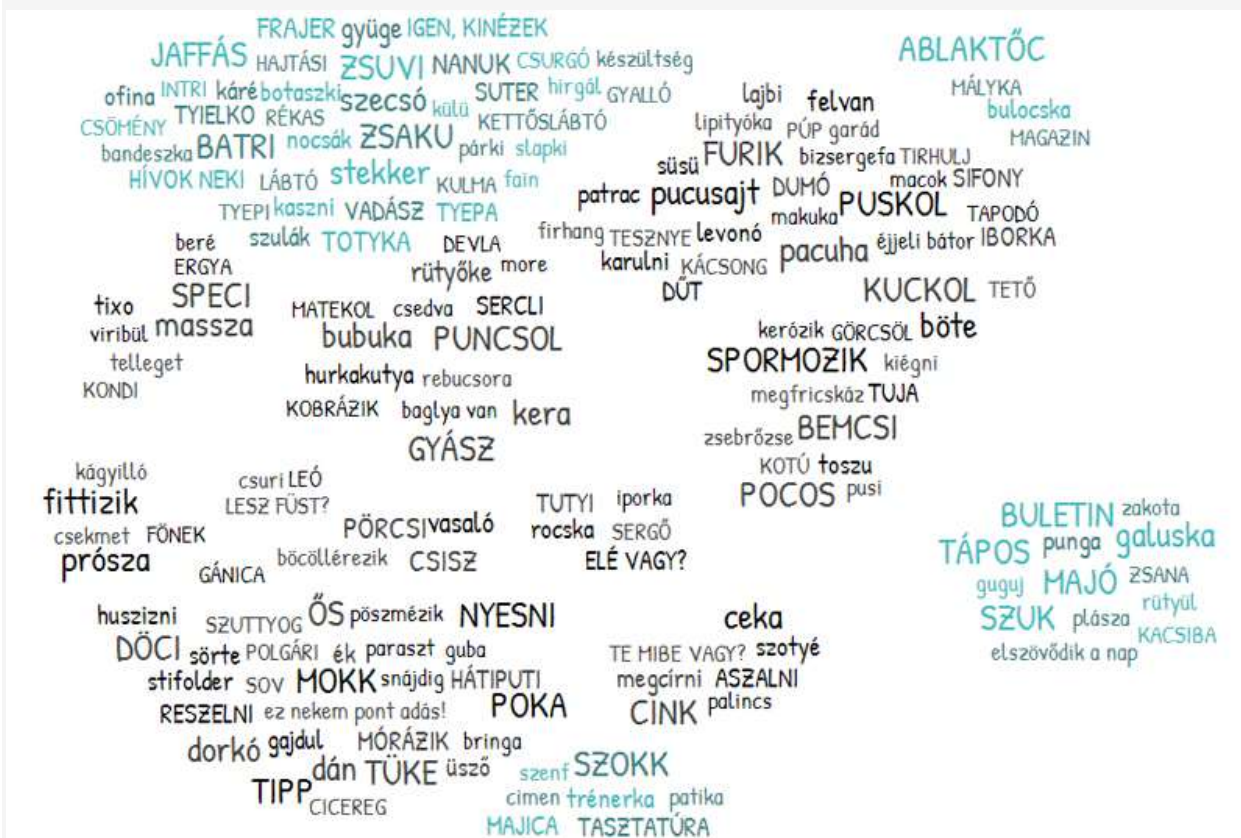 FRAJER gyüge IGEN, KINÉZEK
JAFFÁS HAJTÁSI ZSUVI NANUK CSURGÓ készültség
ofina INTRI káré botaszki szecsó külü SUTER hirgál GYALLÓ
CSÖMÉNY TYIELKO RÉKAS nocsák ZSAKU KETTŐSLÁBTÓ
bandeszka BATRI párki slapki
HÍVOK NEKI LÁBTÓ stekker KULMA fain
TYEPI kaszni VADÁSZ TYEPA
szulák TOTYKA
ABLAKTŐC
MÁLYKA
bulocska
MAGAZIN
lajbi felvan
lipityóka PÚP garád
süsü FURIK bizsergefa TIRHULJ
patrac pucusajt DUMÓ macok SIFONY
makuka PUSKOL TAPODÓ
firhang TESZNYE levonó pacuha éjjeli bátor IBORKA
karulni KÁCSONG
DŰT KUCKOL TETŐ
beré DEVLA
ERGYA rütyőke more
SPECI
tixo MATEKOL csedva SERCLI
viribül massza bubuka PUNCSOL
telleget
KONDI hurkakutya rebucsora
KOBRÁZIK baglya van kera
GYÁSZ
kerózik GÖRCSÖL böte
SPORMOZIK kiégni
megfricskáz TUJA
zsebrőzse BEMCSI
KOTÚ toszu
POCOS pusi
kágyilló csuri LEÓ
fittizik LESZ FÜST? TUTYI iporka
csekmet FŐNEK PÖRCSI vasaló rocska SERGŐ
prósza GÁNICA böcöllérezik CSISZ ELÉ VAGY?
BULETIN zakota
TÁPOS punga galuska
guguj MAJÓ ZSANA
SZUK plásza rütyül
KACSIBA
elszövődik a nap
huszizni SZUTTYOG ŐS pöszmézik NYESNI
DÖCI sörte POLGÁRI ék paraszt guba
stifolder SOV MOKK snájdig HÁTIPUTI
RESZELNI ez nekem pont adás! POKA
dorkó gajdul MÓRÁZIK bringa
dán TÜKE üsző
TIPP CICEREG
ceka
TE MIBE VAGY? szotyé
megcírni ASZALNI
CINK palincs
szenf SZOKK
cimen trénerka patika
MAJICA TASZTATÚRA